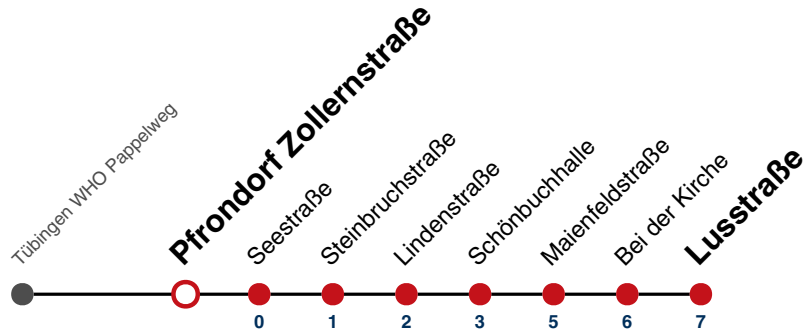 Tübingen WHO Pappelweg
Pfrondorf Zollernstraße
Seestraße
Steinbruchstraße
Lindenstraße
Schönbuchhalle
Maienfeldstraße
Bei der Kirche
Lusstraße
0 1 2 3 5 6 7